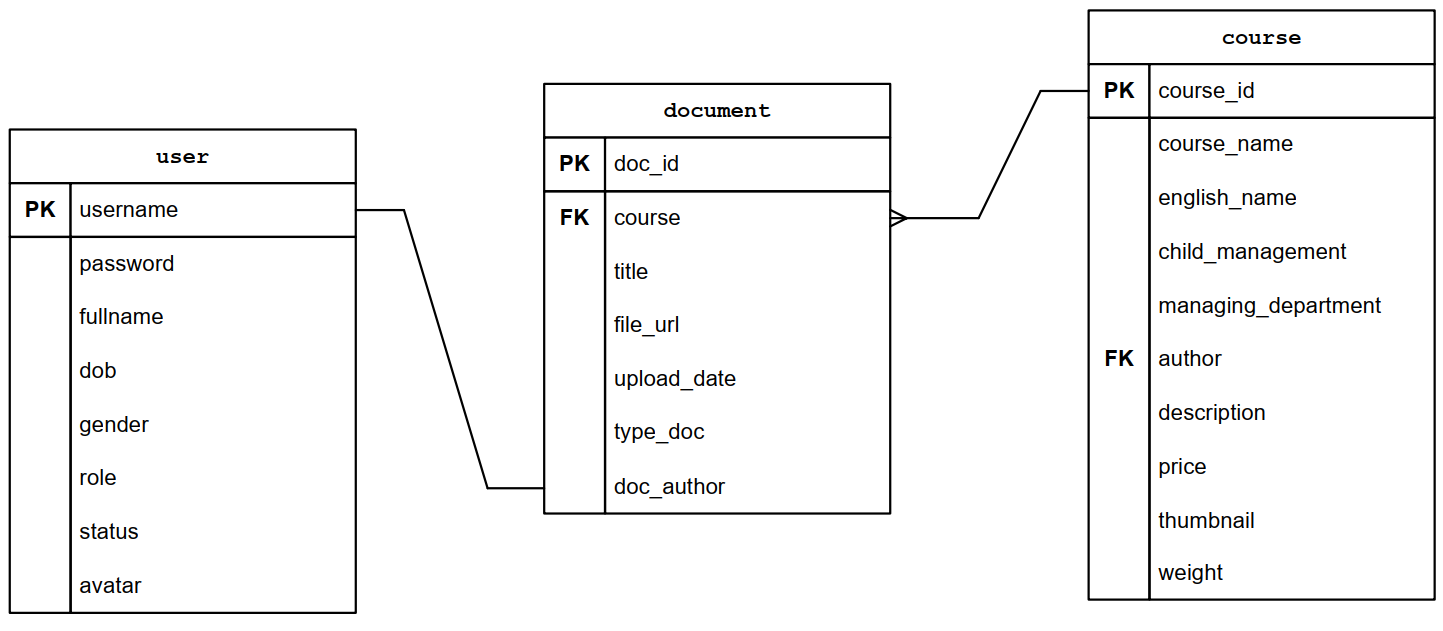 user
PK username
password
fullname
dob
gender
role
status
avatar
document
PK doc_id
FK course
title
file_url
upload_date
type_doc
doc_author
course
PK course_id
course_name
english_name
child_management
managing_department
FK author
description
price
thumbnail
weight